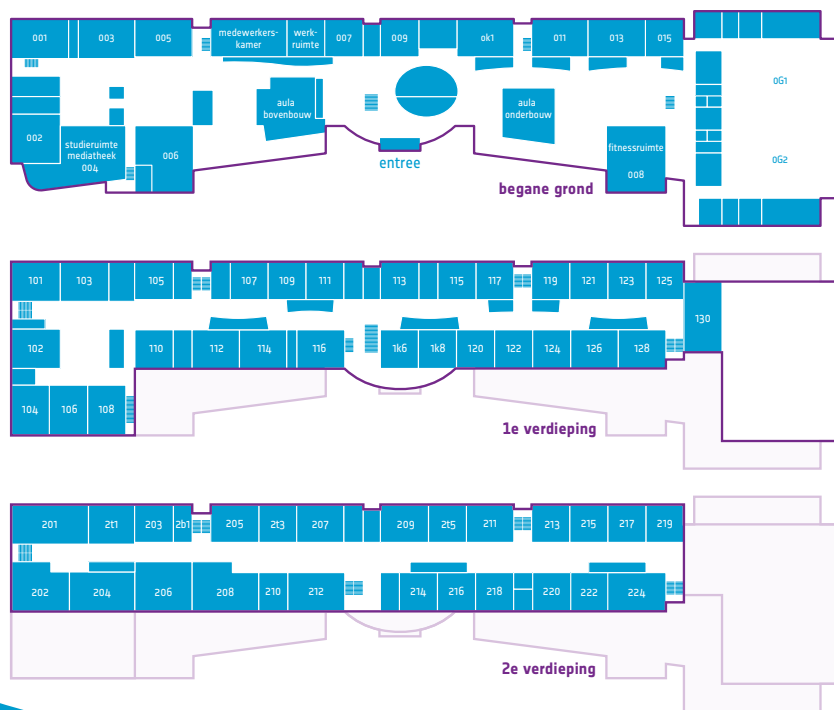 001
003
005
medewerkers-
kamer
werk-
ruimte
007
009
0k1
011
013
015
0G1
aula
bovenbouw
aula
onderbouw
002
studieruimte
mediatheek
004
006
fitnessruimte
008
0G2
entree
begane grond
101
103
105
107
109
111
113
115
117
119
121
123
125
130
102
110
112
114
116
1k6
1k8
120
122
124
126
128
104
106
108
1e verdieping
201
2t1
203
2b1
205
2t3
207
209
2t5
211
213
215
217
219
202
204
206
208
210
212
214
216
218
220
222
224
2e verdieping